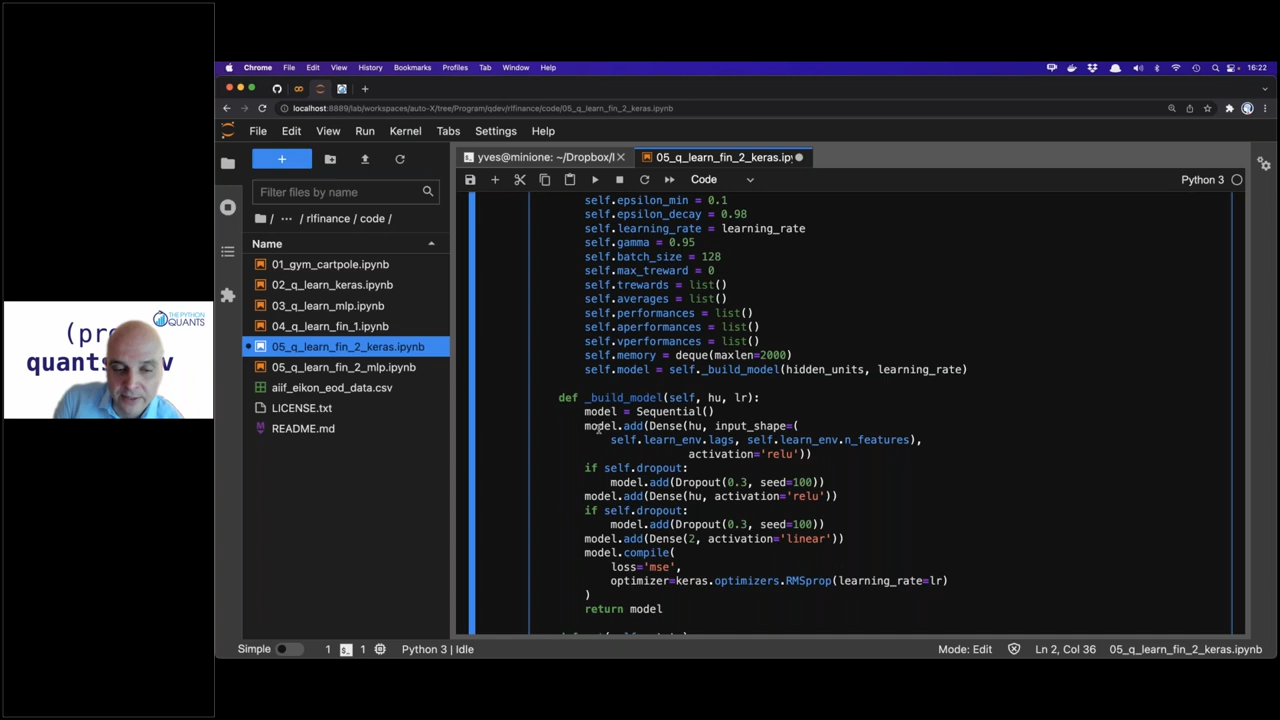 Chrome File Edit View History Bookmarks Profiles Tab Window Help 16:22
localhost:8889/lab/workspaces/auto-X/tree/Program/qdev/rlfinance/code/05_q_learn_fin_2_keras.ipynb
File Edit View Run Kernel Tabs Settings Help
yves@minione: ~/Dropbox/I
05_q_learn_fin_2_keras.ipy
Code
Python 3
Filter files by name
/ ... / rlfinance / code /
Name
01_gym_cartpole.ipynb
02_q_learn_keras.ipynb
03_q_learn_mlp.ipynb
04_q_learn_fin_1.ipynb
05_q_learn_fin_2_keras.ipynb
05_q_learn_fin_2_mlp.ipynb
aiif_eikon_eod_data.csv
LICENSE.txt
README.md
self.epsilon_min = 0.1
self.epsilon_decay = 0.98
self.learning_rate = learning_rate
self.gamma = 0.95
self.batch_size = 128
self.max_treward = 0
self.trewards = list()
self.averages = list()
self.performances = list()
self.aperformances = list()
self.vperformances = list()
self.memory = deque(maxlen=2000)
self.model = self._build_model(hidden_units, learning_rate)
def _build_model(self, hu, lr):
model = Sequential()
model.add(Dense(hu, input_shape=(
self.learn_env.lags, self.learn_env.n_features),
activation='relu'))
if self.dropout:
model.add(Dropout(0.3, seed=100))
model.add(Dense(hu, activation='relu'))
if self.dropout:
model.add(Dropout(0.3, seed=100))
model.add(Dense(2, activation='linear'))
model.compile(
loss='mse',
optimizer=keras.optimizers.RMSprop(learning_rate=lr)
)
return model
THE PYTHON
QUANTS
(pr
quants
v
Simple 1 1 Python 3 | Idle Mode: Edit Ln 2, Col 36 05_q_learn_fin_2_keras.ipynb